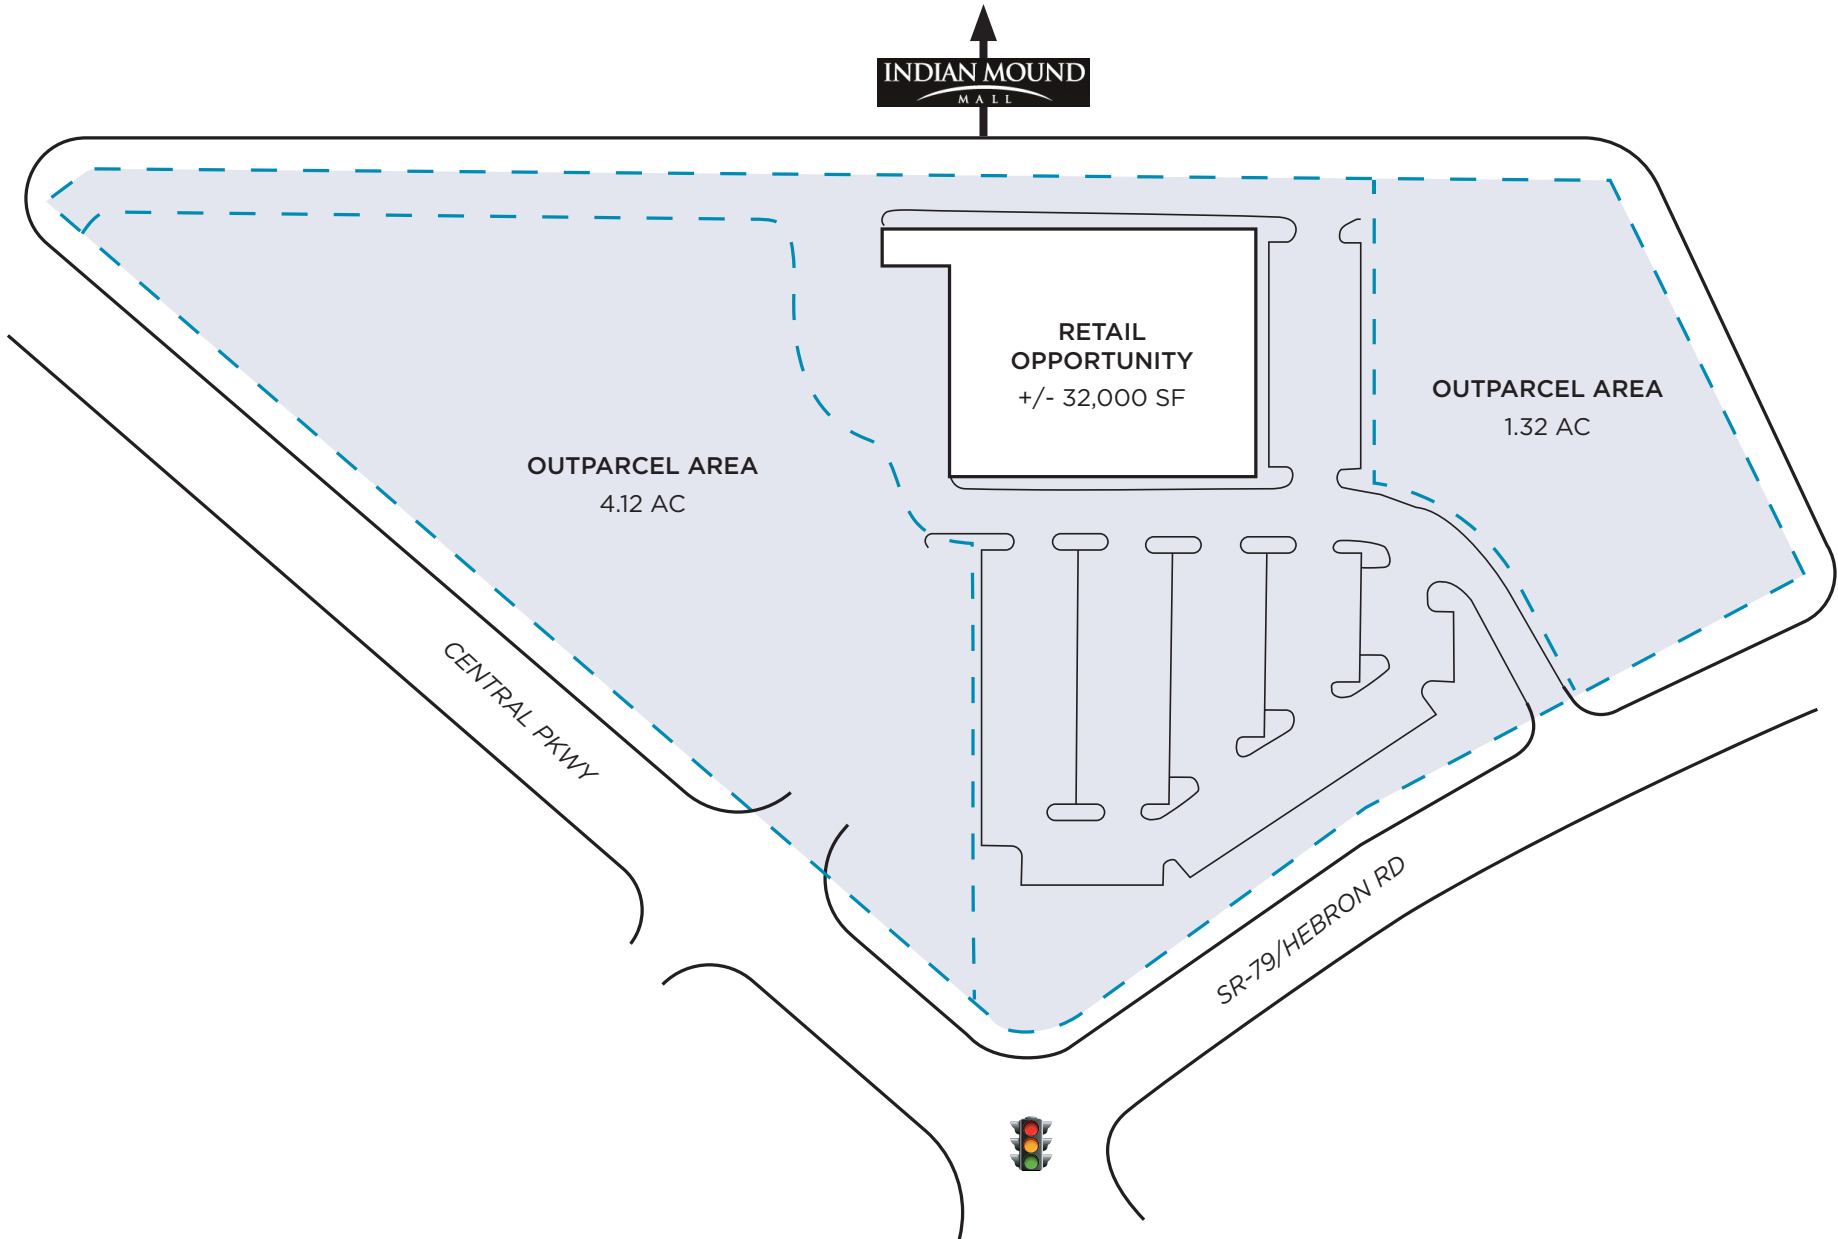 INDIAN MOUND
MALL
RETAIL
OPPORTUNITY
+/- 32,000 SF
OUTPARCEL AREA
1.32 AC
OUTPARCEL AREA
4.12 AC
CENTRAL PKWY
SR-79/HEBRON RD